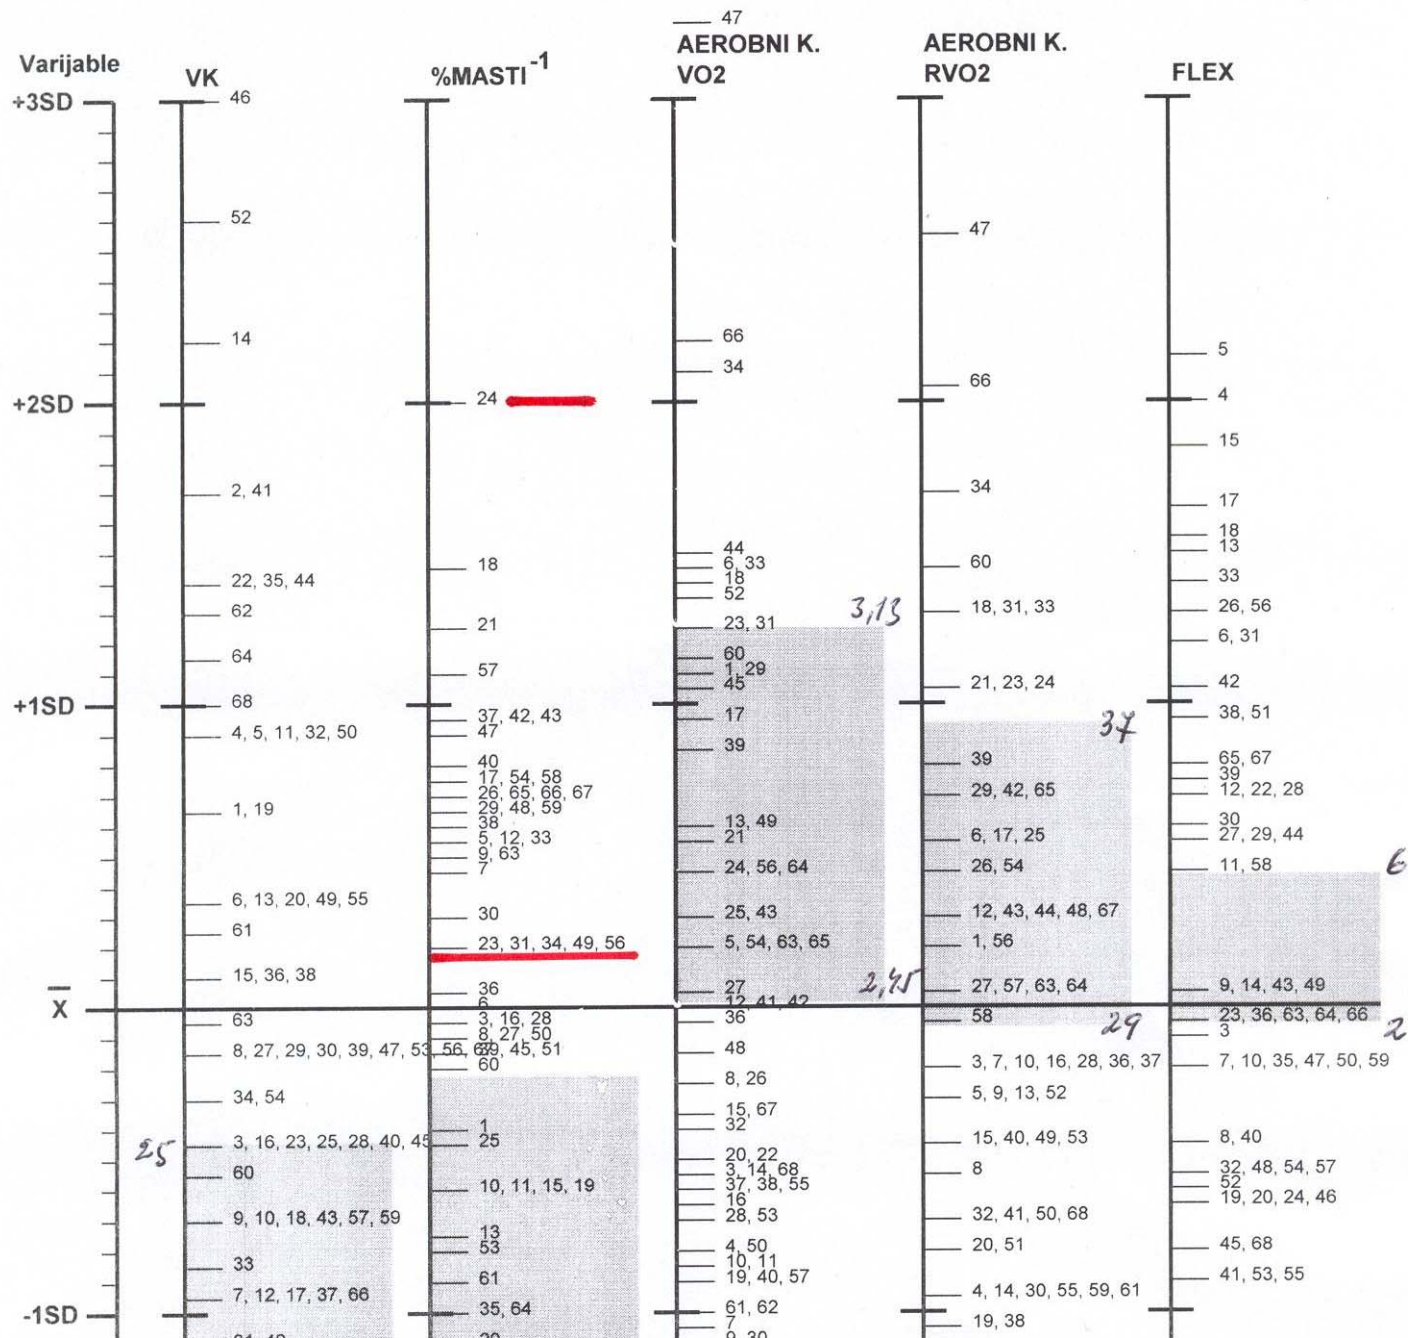 47
AEROBNI K.
VO2
AEROBNI K.
RVO2
Varijable
VK
%MASTI-1
FLEX
+3SD
+2SD
+1SD
X
-1SD
46
52
14
2, 41
22, 35, 44
62
64
68
4, 5, 11, 32, 50
1, 19
6, 13, 20, 49, 55
61
15, 36, 38
63
8, 27, 29, 30, 39, 47, 53, 56, 67
34, 54
25
3, 16, 23, 25, 28, 40, 45
60
9, 10, 18, 43, 57, 59
33
7, 12, 17, 37, 66
24
18
21
57
37, 42, 43
47
40
17, 54, 58
26, 65, 66, 67
29, 48, 59
38
5, 12, 33
9, 63
7
30
23, 31, 34, 49, 56
36
6
3, 16, 28
8, 27, 50
39, 45, 51
60
1
25
10, 11, 15, 19
13
53
61
35, 64
66
34
44
6, 33
18
52
23, 31
3,13
60
1, 29
45
17
39
13, 49
21
24, 56, 64
25, 43
5, 54, 63, 65
27
2,45
12, 41, 42
36
48
8, 26
15, 67
32
20, 22
3, 14, 68
37, 38, 55
16
28, 53
4, 50
10, 11
19, 40, 57
61, 62
7
9, 30
47
66
34
60
18, 31, 33
21, 23, 24
37
39
29, 42, 65
6, 17, 25
26, 54
12, 43, 44, 48, 67
1, 56
27, 57, 63, 64
58
29
3, 7, 10, 16, 28, 36, 37
5, 9, 13, 52
15, 40, 49, 53
8
32, 41, 50, 68
20, 51
4, 14, 30, 55, 59, 61
19, 38
5
4
15
17
18
13
33
26, 56
6, 31
42
38, 51
65, 67
39
12, 22, 28
30
27, 29, 44
11, 58
6
9, 14, 43, 49
23, 36, 63, 64, 66
3
2
7, 10, 35, 47, 50, 59
8, 40
32, 48, 54, 57
52
19, 20, 24, 46
45, 68
41, 53, 55